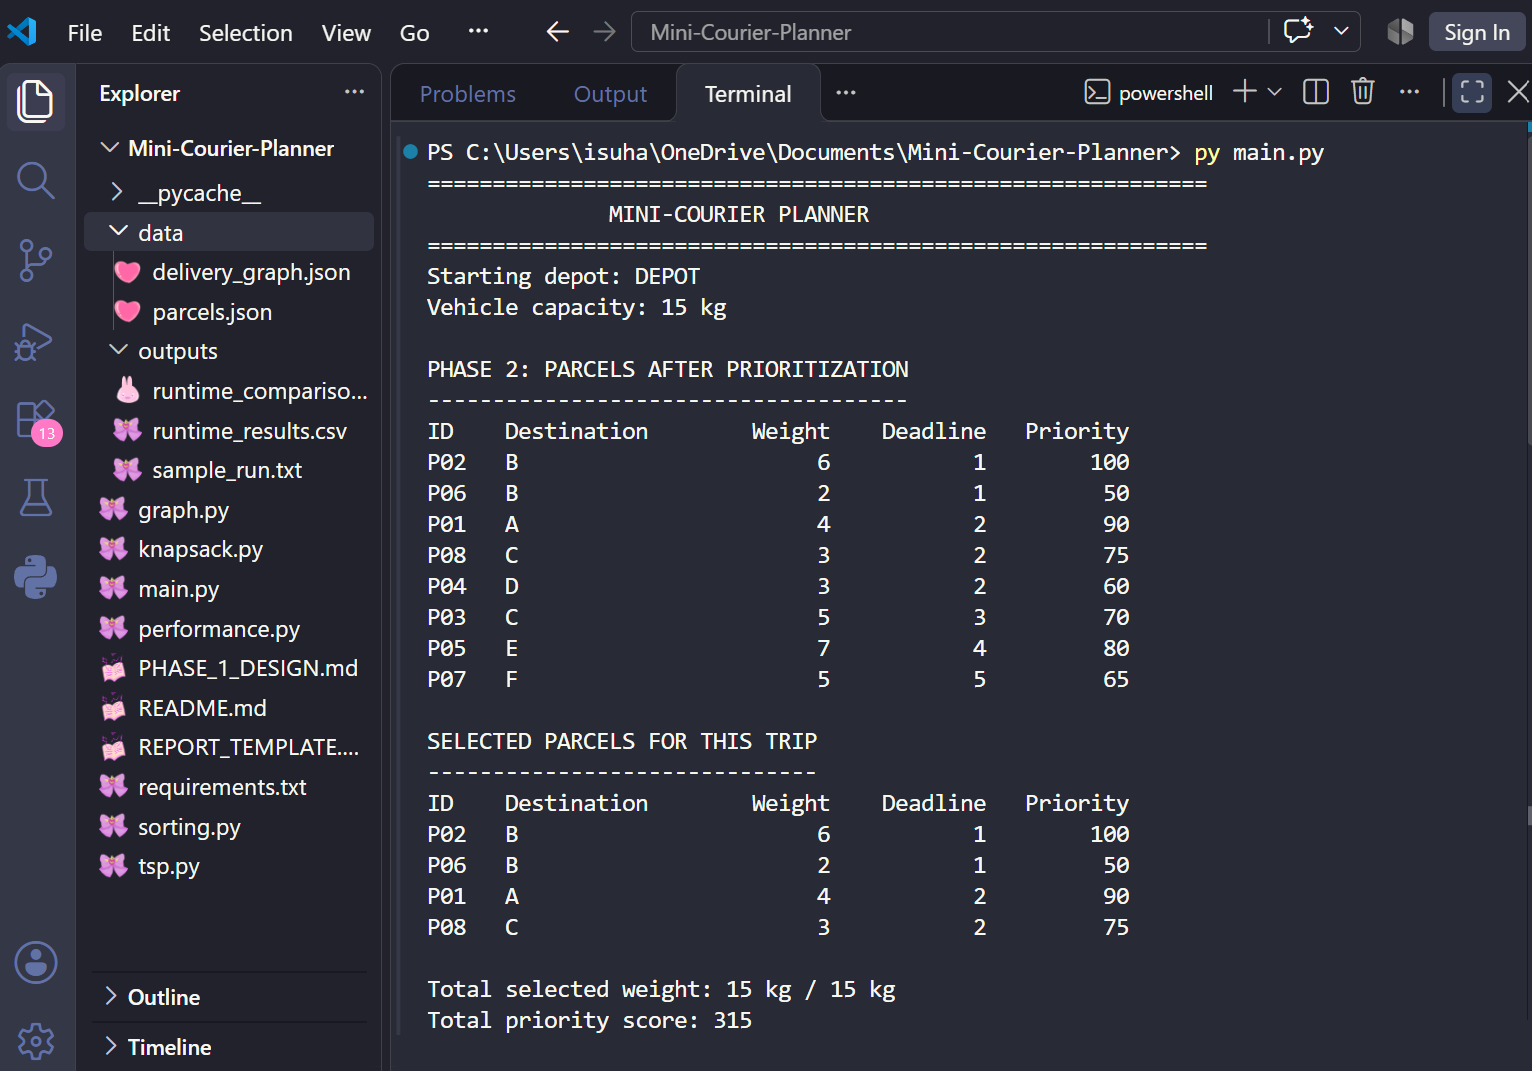 File Edit Selection View Go ··· Mini-Courier-Planner Sign In
Explorer ···
Mini-Courier-Planner
__pycache__
data
delivery_graph.json
parcels.json
outputs
runtime_compariso...
runtime_results.csv
sample_run.txt
graph.py
knapsack.py
main.py
performance.py
PHASE_1_DESIGN.md
README.md
REPORT_TEMPLATE....
requirements.txt
sorting.py
tsp.py
Outline
Timeline
13
Problems Output Terminal ··· powershell ···
PS C:\Users\isuha\OneDrive\Documents\Mini-Courier-Planner> py main.py
============================================================
MINI-COURIER PLANNER
============================================================
Starting depot: DEPOT
Vehicle capacity: 15 kg
PHASE 2: PARCELS AFTER PRIORITIZATION
-------------------------------------
ID Destination Weight Deadline Priority
P02 B 6 1 100
P06 B 2 1 50
P01 A 4 2 90
P08 C 3 2 75
P04 D 3 2 60
P03 C 5 3 70
P05 E 7 4 80
P07 F 5 5 65
SELECTED PARCELS FOR THIS TRIP
------------------------------
ID Destination Weight Deadline Priority
P02 B 6 1 100
P06 B 2 1 50
P01 A 4 2 90
P08 C 3 2 75
Total selected weight: 15 kg / 15 kg
Total priority score: 315